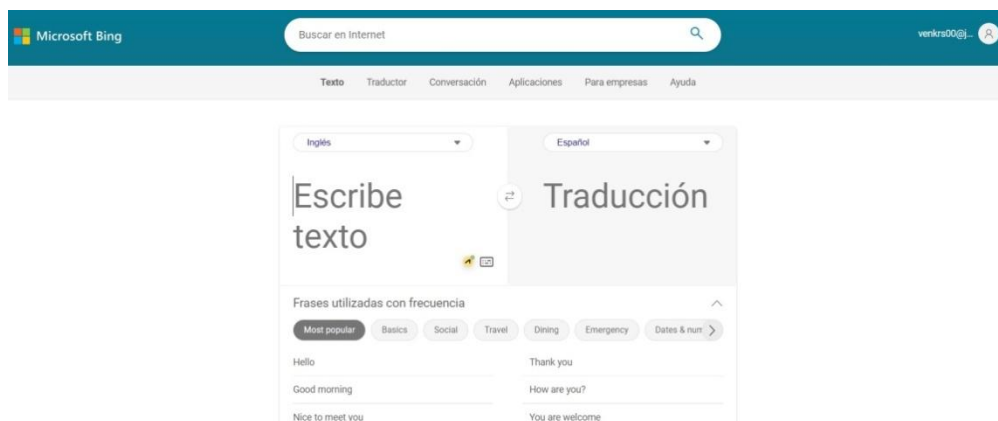 Microsoft Bing
Buscar en Internet
venkrs00@j...
Texto Traductor Conversación Aplicaciones Para empresas Ayuda
Inglés
Español
Escribe
texto
Traducción
Frases utilizadas con frecuencia
Most popular Basics Social Travel Dining Emergency Dates & num
Hello Thank you
Good morning How are you?
Nice to meet you You are welcome